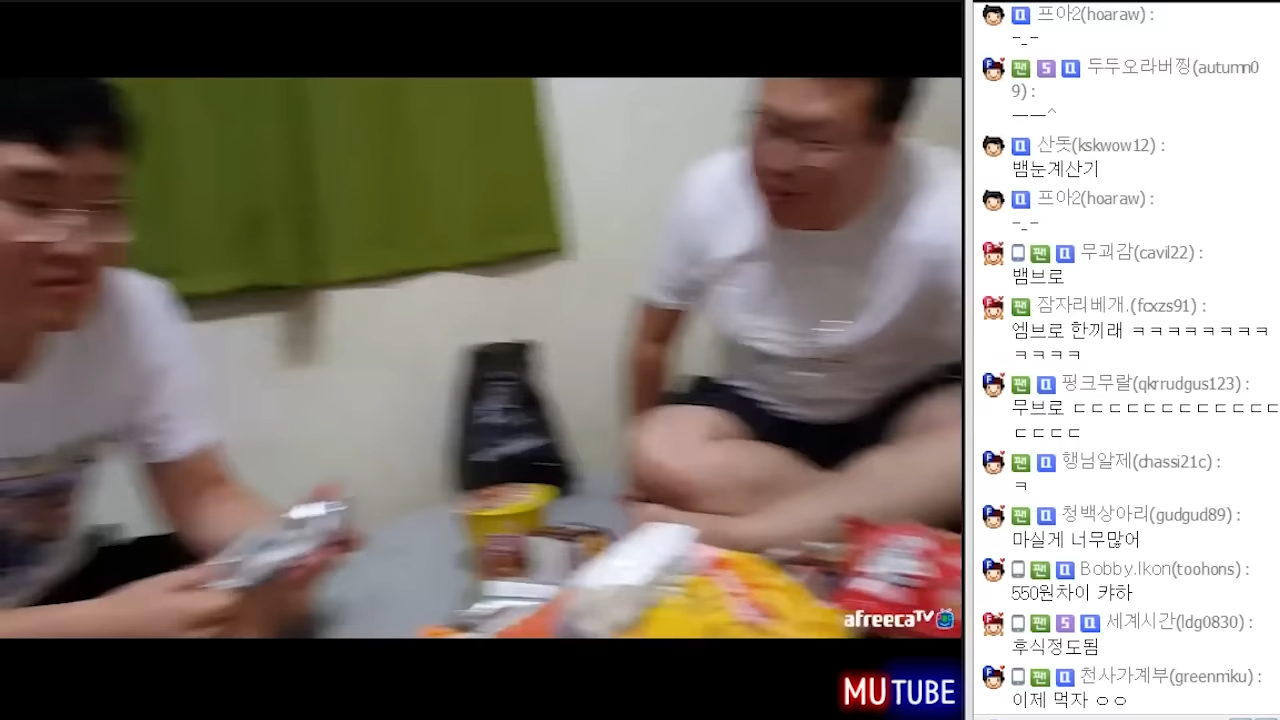 프아2(hoaraw) :
-_-
두두오라버찡(autumn0
9) :
ㅡㅡ^
산돗(kskwow12) :
뱀눈계산기
프아2(hoaraw) :
-_-
무괴감(cavil22) :
뱀브로
잠자리베개.(fcxzs91) :
엠브로 한끼래 ㅋㅋㅋㅋㅋㅋㅋㅋ
ㅋㅋㅋㅋ
핑크무랄(qkrrudgus123) :
무브로 ㄷㄷㄷㄷㄷㄷㄷㄷㄷㄷㄷㄷ
ㄷㄷㄷㄷ
행님알제(chassi21c) :
ㅋ
청백상아리(gudgud89) :
마실게 너무많어
Bobby.Ikon(toohons) :
550원차이 캬하
세계시간(ldg0830) :
후식정도됨
천사가계부(greenmiku) :
이제 먹자 ㅇㅇ
afreecaTV
MUTUBE